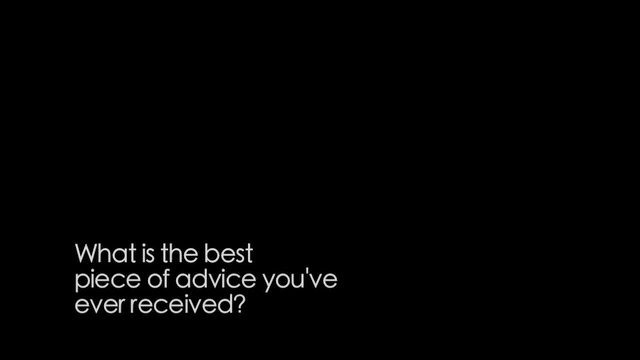 What is the best
piece of advice you've
ever received?